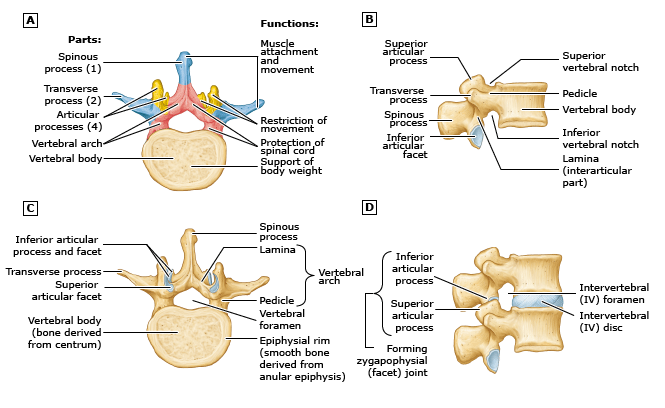 A
Parts:
Functions:
Spinous
process (1)
Transverse
process (2)
Articular
processes (4)
Vertebral arch
Vertebral body
Muscle
attachment
and
movement
Restriction of
movement
Protection of
spinal cord
Support of
body weight
B
Superior
articular
process
Transverse
process
Spinous
process
Inferior
articular
facet
Superior
vertebral notch
Pedicle
Vertebral body
Inferior
vertebral notch
Lamina
(interarticular
part)
C
Inferior articular
process and facet
Transverse process
Superior
articular facet
Vertebral body
(bone derived
from centrum)
Spinous
process
Lamina
Vertebral
arch
Pedicle
Vertebral
foramen
Epiphysial rim
(smooth bone
derived from
anular epiphysis)
D
Inferior
articular
process
Superior
articular
process
Forming
zygapophysial
(facet) joint
Intervertebral
(IV) foramen
Intervertebral
(IV) disc